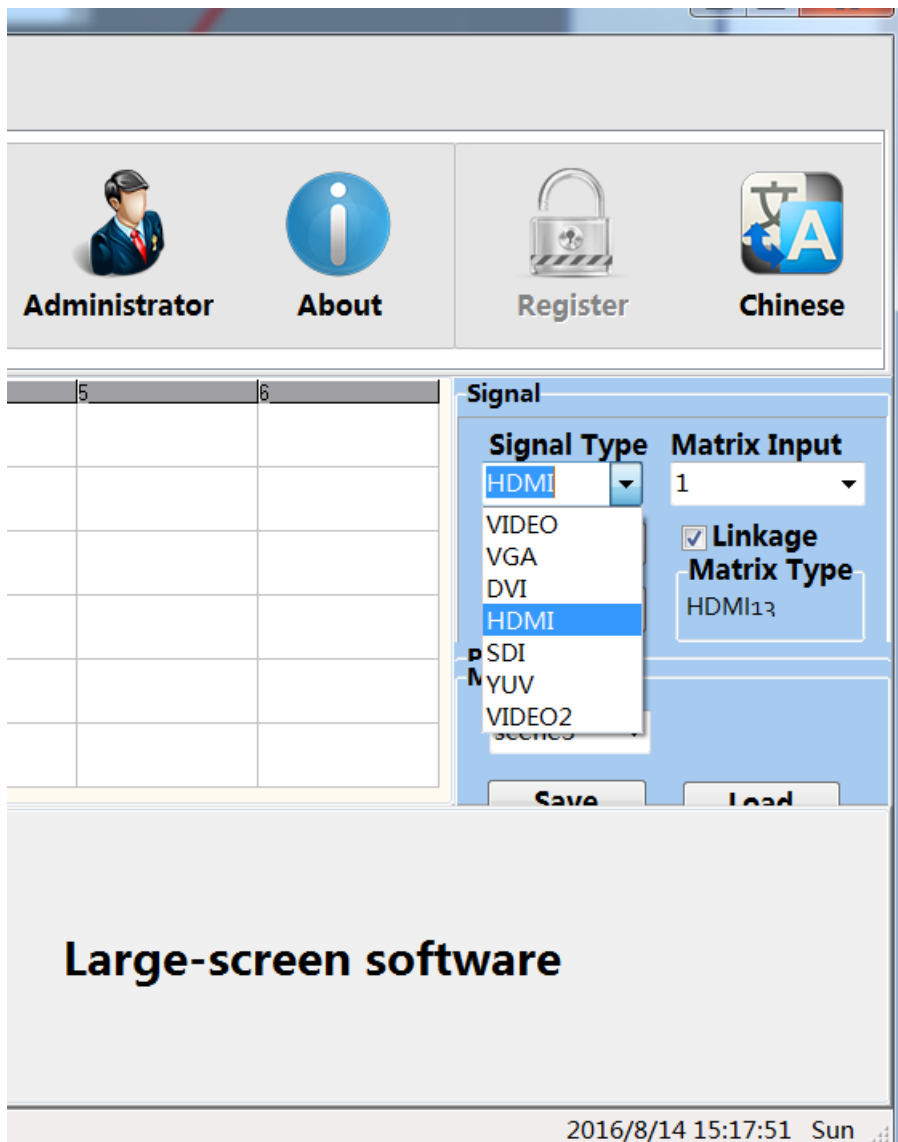 Administrator About Register Chinese
5 6
Signal
Signal Type Matrix Input
HDMI 1
VIDEO
VGA
DVI
HDMI
SDI
YUV
VIDEO2
Linkage
Matrix Type
HDMI13
Save Load
Large-screen software
2016/8/14 15:17:51 Sun